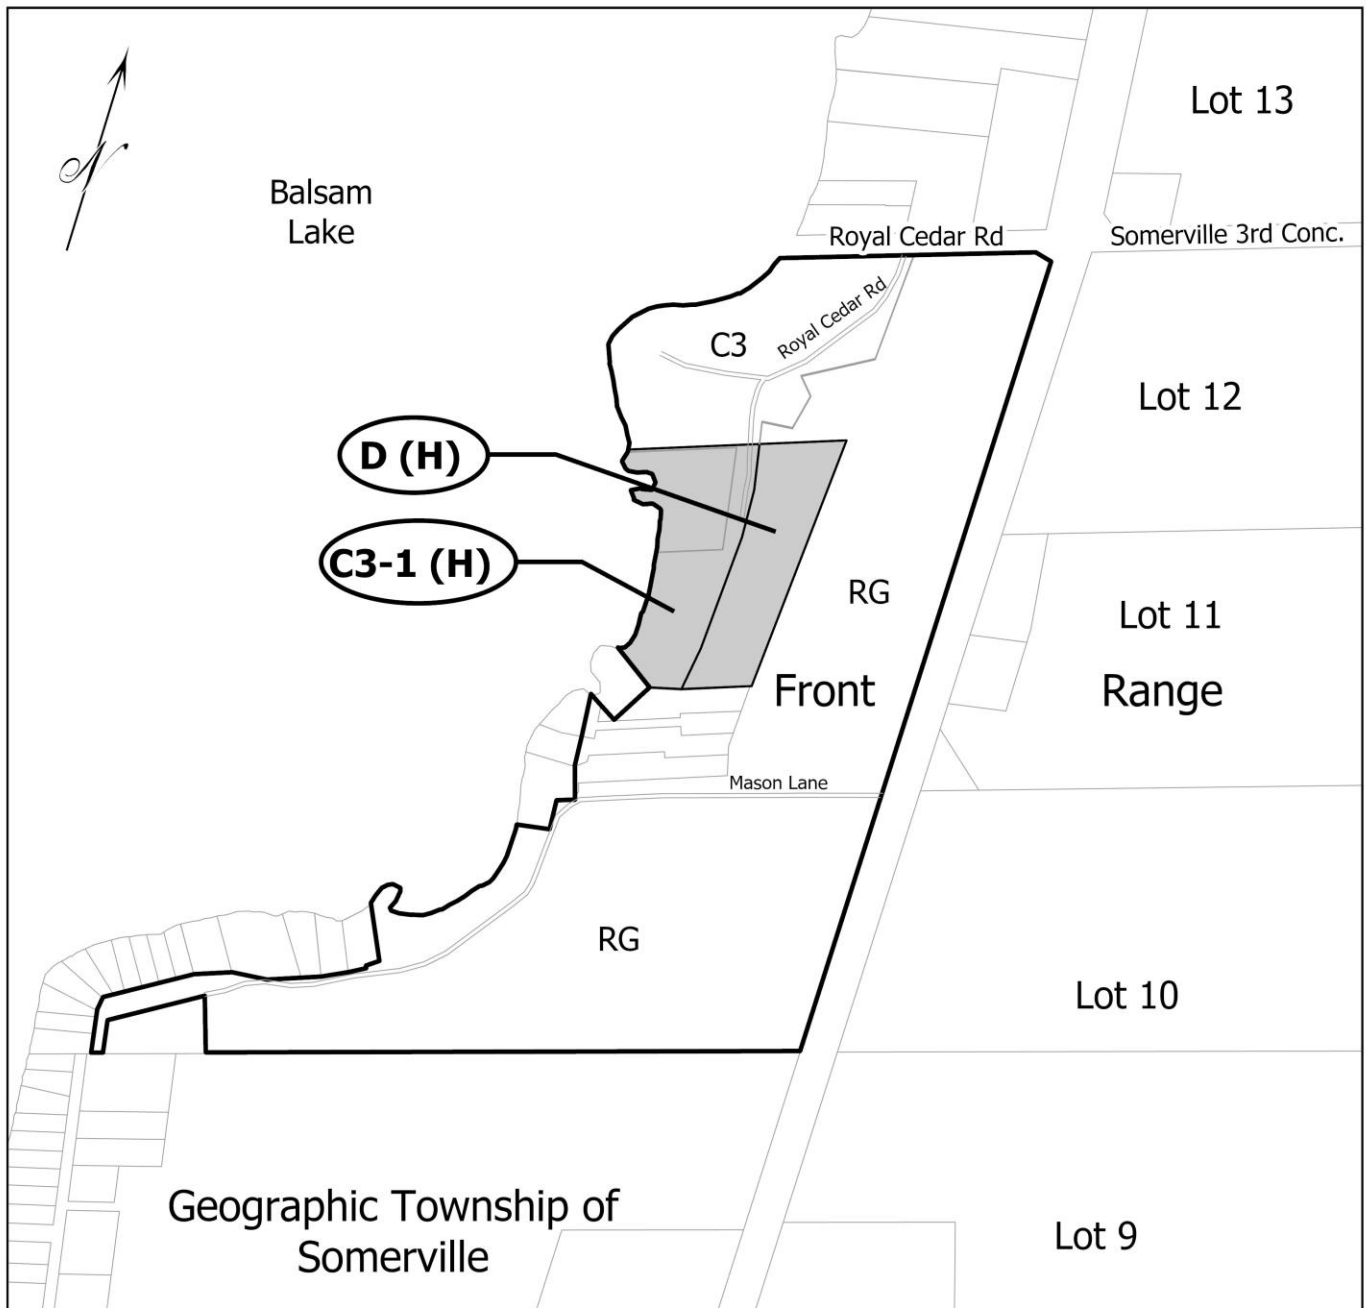 Lot 13
Balsam
Lake
Royal Cedar Rd
Somerville 3rd Conc.
Royal Cedar Rd
C3
Lot 12
D (H)
C3-1 (H)
RG
Lot 11
Front
Range
Mason Lane
RG
Lot 10
Geographic Township of
Somerville
Lot 9
N